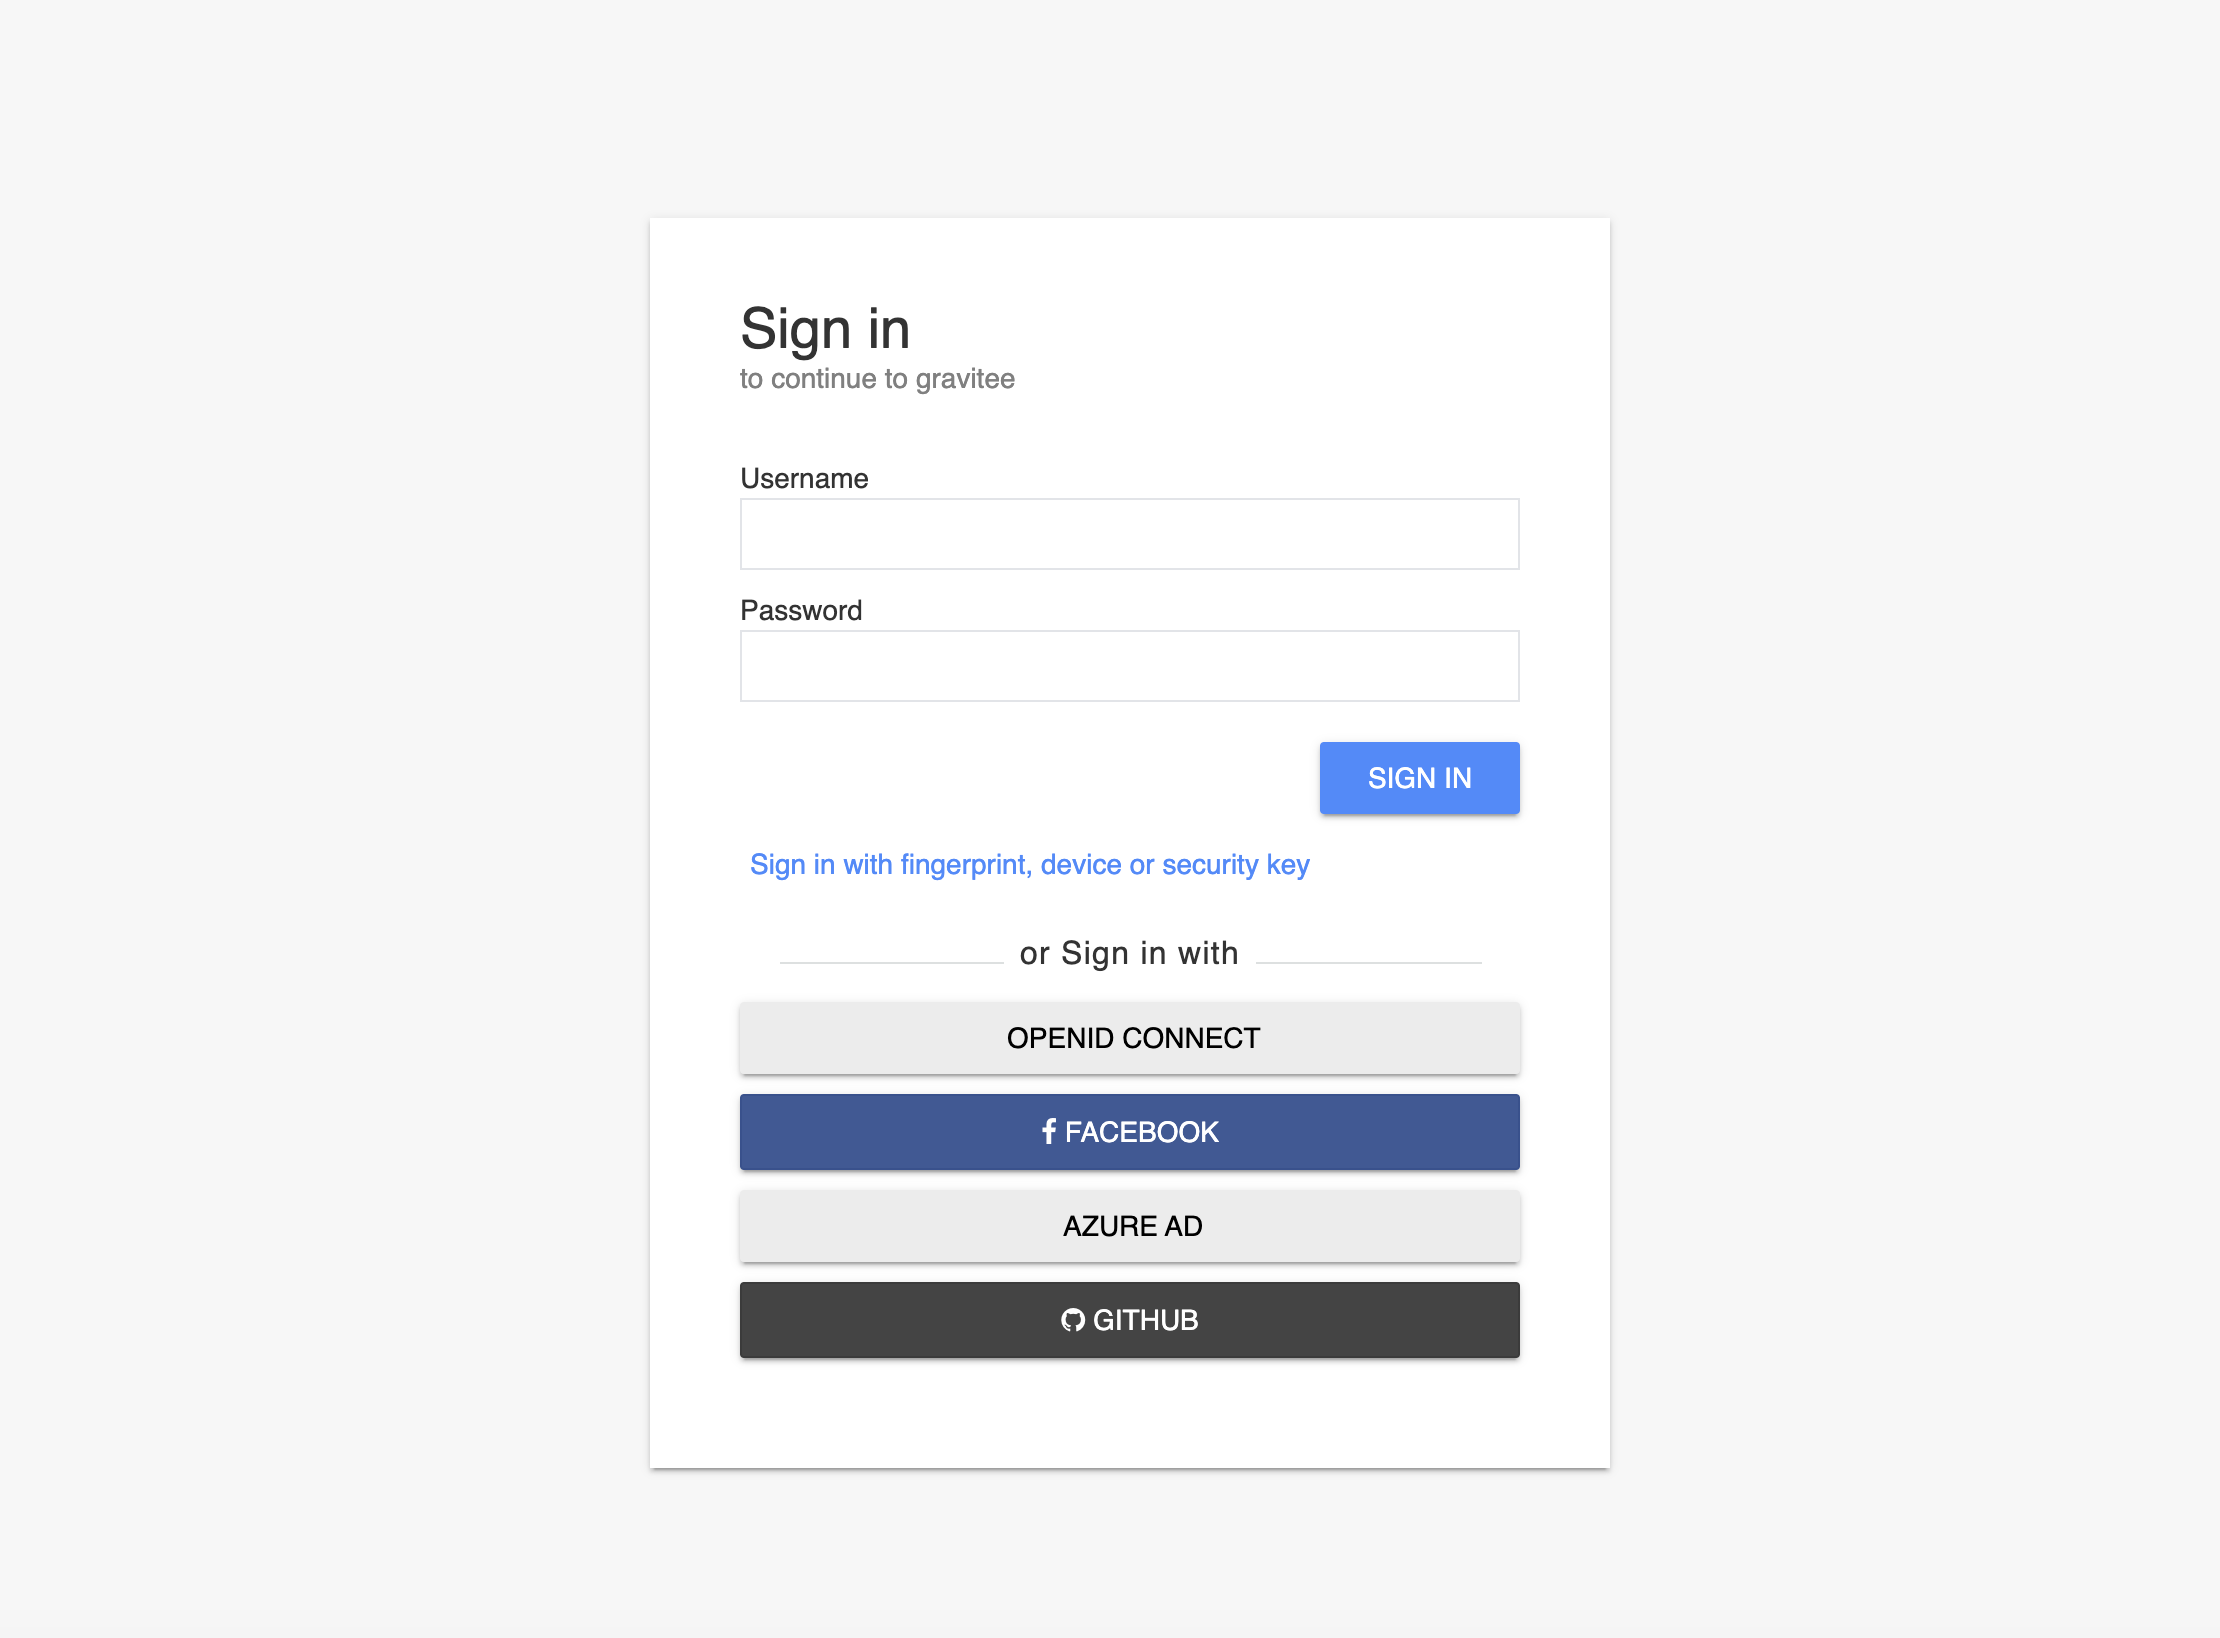 Sign in
to continue to gravitee
Username
Password
SIGN IN
Sign in with fingerprint, device or security key
or Sign in with
OPENID CONNECT
FACEBOOK
AZURE AD
GITHUB